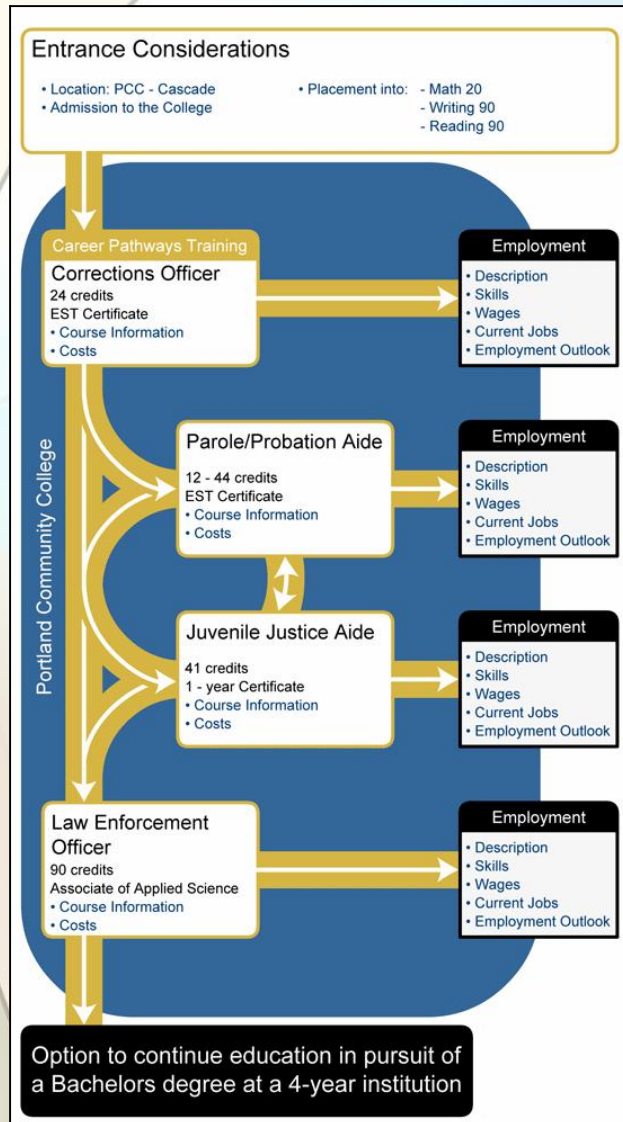 Entrance Considerations
• Location: PCC - Cascade
• Admission to the College
• Placement into: - Math 20
- Writing 90
- Reading 90
Portland Community College
Career Pathways Training
Corrections Officer
24 credits
EST Certificate
• Course Information
• Costs
Employment
• Description
• Skills
• Wages
• Current Jobs
• Employment Outlook
Parole/Probation Aide
12 - 44 credits
EST Certificate
• Course Information
• Costs
Employment
• Description
• Skills
• Wages
• Current Jobs
• Employment Outlook
Juvenile Justice Aide
41 credits
1 - year Certificate
• Course Information
• Costs
Employment
• Description
• Skills
• Wages
• Current Jobs
• Employment Outlook
Law Enforcement
Officer
90 credits
Associate of Applied Science
• Course Information
• Costs
Employment
• Description
• Skills
• Wages
• Current Jobs
• Employment Outlook
Option to continue education in pursuit of
a Bachelors degree at a 4-year institution